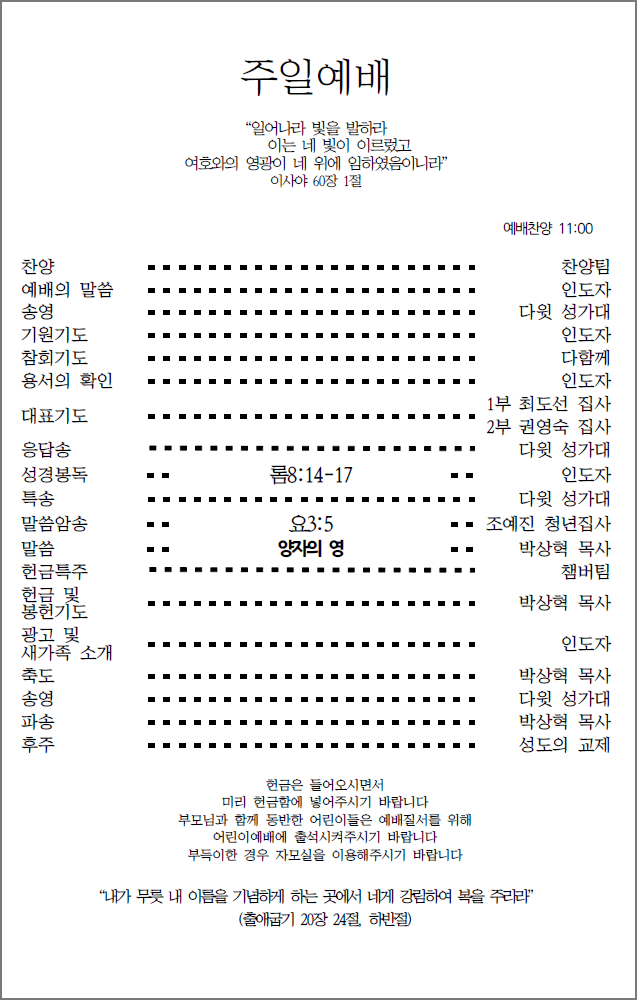 주일예배
“일어나라 빛을 발하라
이는 네 빛이 이르렀고
여호와의 영광이 네 위에 임하였음이니라”
이사야 60장 1절
예배찬양 11:00
찬양 찬양팀
예배의 말씀 인도자
송영 다윗 성가대
기원기도 인도자
참회기도 다함께
용서의 확인 인도자
대표기도 1부 최도선 집사
2부 권영숙 집사
응답송 다윗 성가대
성경봉독 롬8:14-17 인도자
특송 다윗 성가대
말씀암송 요3:5 조예진 청년집사
말씀 양자의 영 박상혁 목사
헌금특주 챔버팀
헌금 및
봉헌기도 박상혁 목사
광고 및
새가족 소개 인도자
축도 박상혁 목사
송영 다윗 성가대
파송 박상혁 목사
후주 성도의 교제
헌금은 들어오시면서
미리 헌금함에 넣어주시기 바랍니다
부모님과 함께 동반한 어린이들은 예배질서를 위해
어린이예배에 출석시켜주시기 바랍니다
부득이한 경우 자모실을 이용해주시기 바랍니다
“내가 무릇 내 이름을 기념하게 하는 곳에서 네게 강림하여 복을 주리라”
(출애굽기 20장 24절, 하반절)